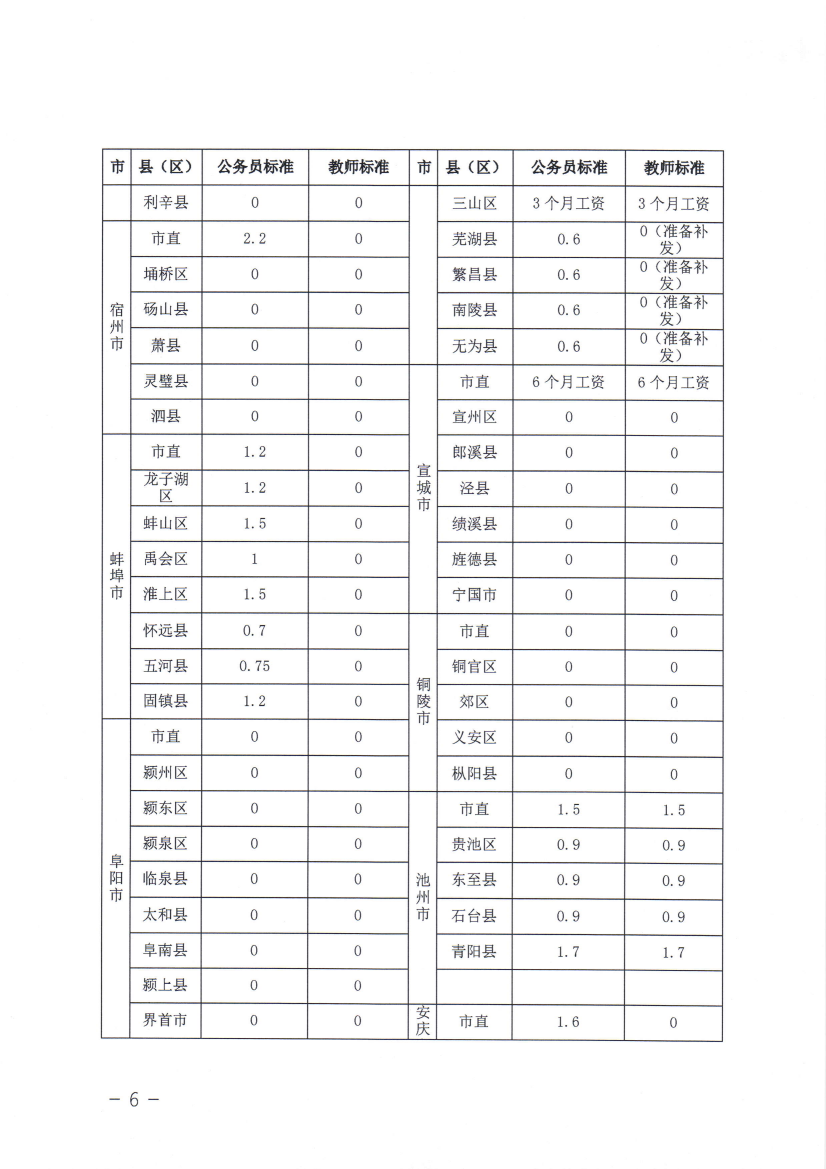 市 县（区） 公务员标准 教师标准 市 县（区） 公务员标准 教师标准
利辛县 0 0 三山区 3个月工资 3个月工资
宿州市 市直 2.2 0 芜湖县 0.6 0（准备补发）
埇桥区 0 0 繁昌县 0.6 0（准备补发）
砀山县 0 0 南陵县 0.6 0（准备补发）
萧县 0 0 无为县 0.6 0（准备补发）
灵璧县 0 0 宣城市 市直 6个月工资 6个月工资
泗县 0 0 宣州区 0 0
蚌埠市 市直 1.2 0 郎溪县 0 0
龙子湖区 1.2 0 泾县 0 0
蚌山区 1.5 0 绩溪县 0 0
禹会区 1 0 旌德县 0 0
淮上区 1.5 0 宁国市 0 0
怀远县 0.7 0 铜陵市 市直 0 0
五河县 0.75 0 铜官区 0 0
固镇县 1.2 0 郊区 0 0
阜阳市 市直 0 0 义安区 0 0
颍州区 0 0 枞阳县 0 0
颍东区 0 0 池州市 市直 1.5 1.5
颍泉区 0 0 贵池区 0.9 0.9
临泉县 0 0 东至县 0.9 0.9
太和县 0 0 石台县 0.9 0.9
阜南县 0 0 青阳县 1.7 1.7
颍上县 0 0
界首市 0 0 安庆 市直 1.6 0
－6－